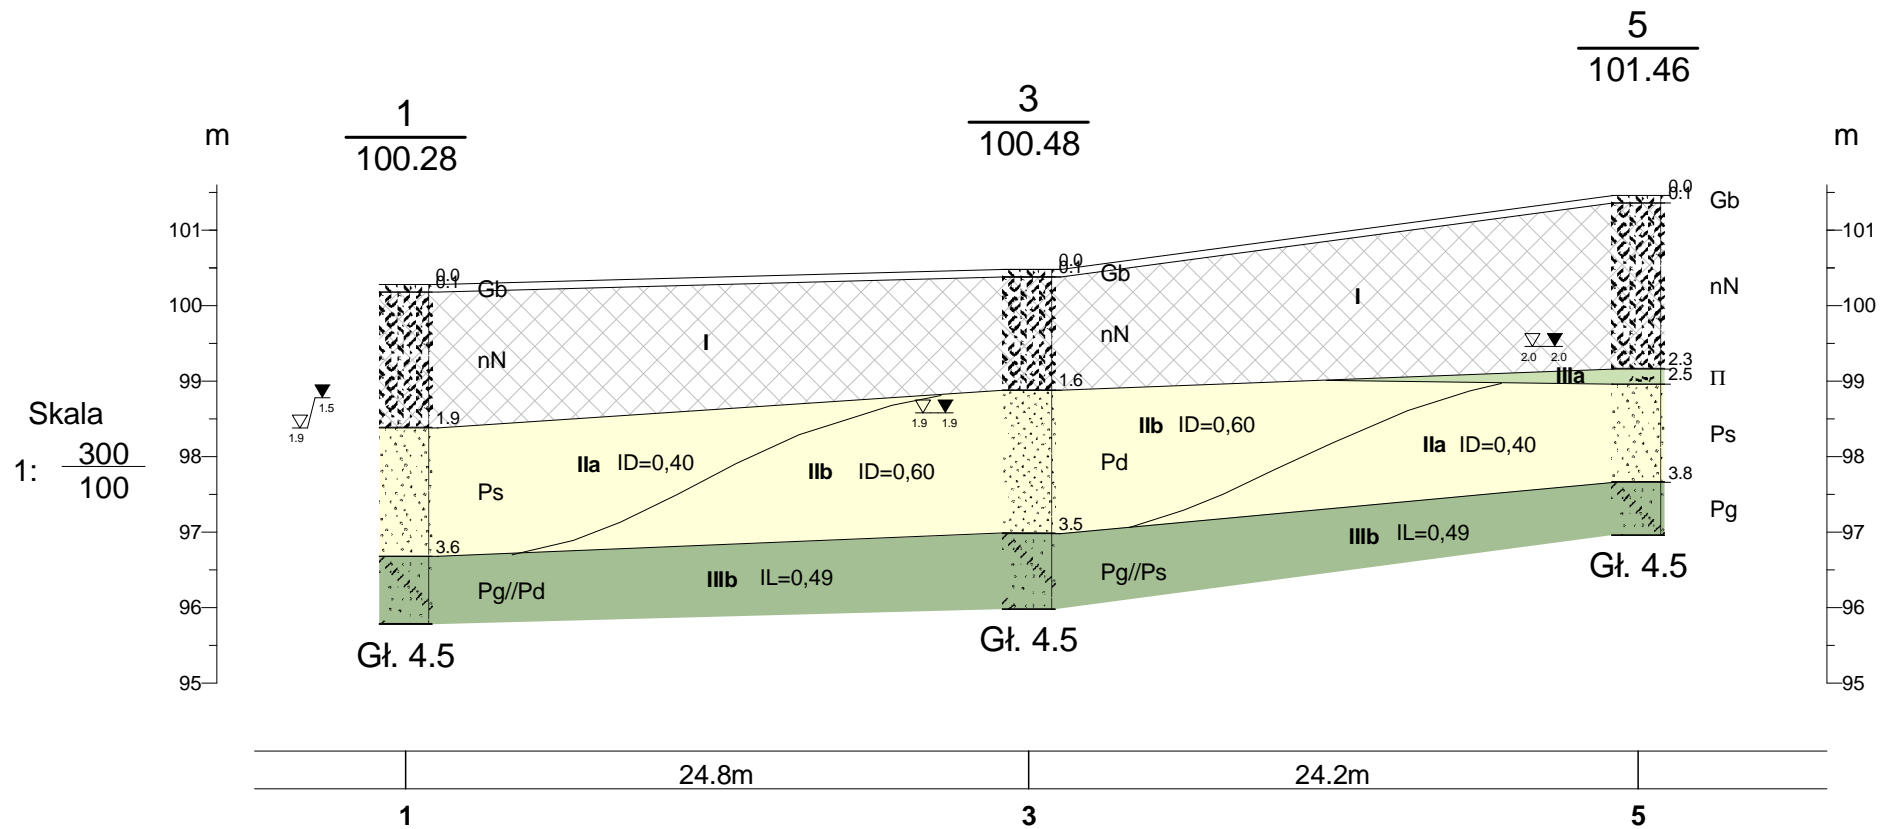 5
101.46
1
100.28
3
100.48
m
m
0.0
0.1
Gb
101
101
0.0
0.1
Gb
0.0
0.1
Gb
nN
100
100
I
I
nN
nN
2.0 2.0
2.3
2.5
IIIa
Π
99
99
1.6
1.5
1.9
1.9 1.9
1.9
Skala
1: 300
100
IIb ID=0,60
IIa ID=0,40
Ps
98
98
IIa ID=0,40
IIb ID=0,60
Pd
3.8
Ps
Pg
97
97
3.5
IIIb IL=0,49
3.6
Gł. 4.5
IIIb IL=0,49
Pg//Ps
Pg//Pd
96
96
Gł. 4.5
Gł. 4.5
95
95
24.8m
24.2m
1
3
5